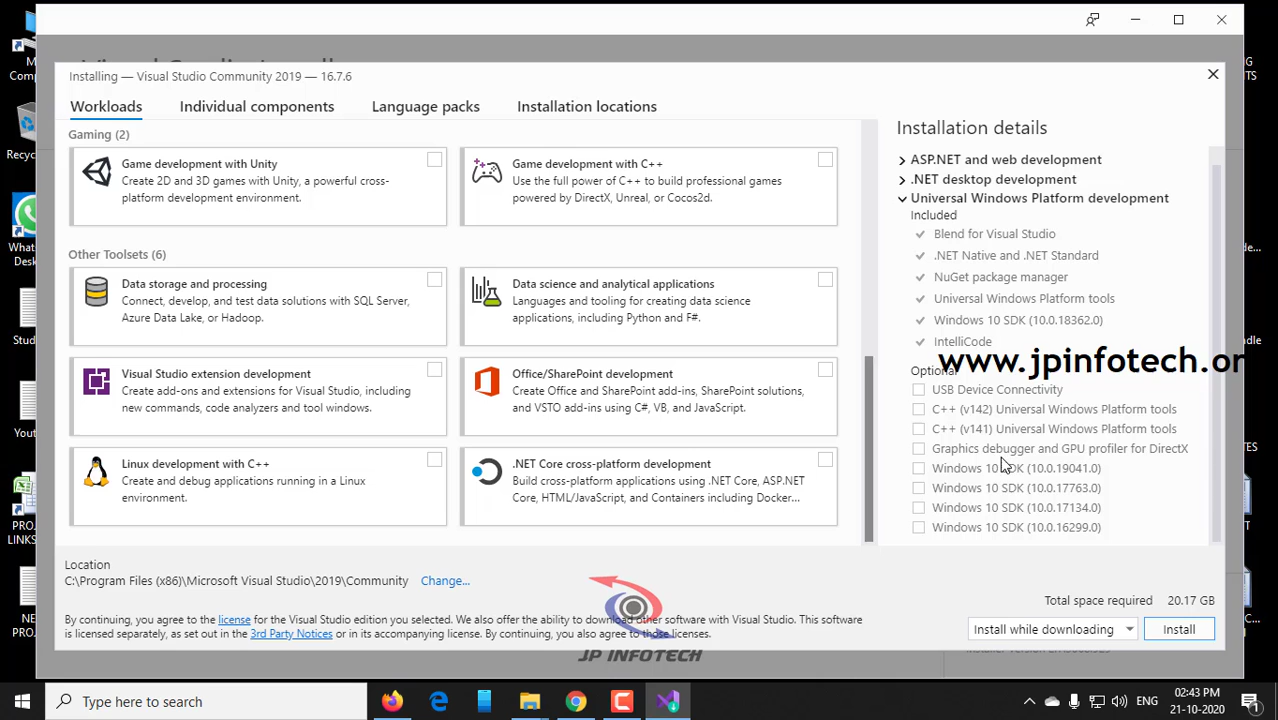 Installing — Visual Studio Community 2019 — 16.7.6
Workloads
Individual components
Language packs
Installation locations
Gaming (2)
Game development with Unity
Create 2D and 3D games with Unity, a powerful cross-
platform development environment.
Game development with C++
Use the full power of C++ to build professional games
powered by DirectX, Unreal, or Cocos2d.
Other Toolsets (6)
Data storage and processing
Connect, develop, and test data solutions with SQL Server,
Azure Data Lake, or Hadoop.
Data science and analytical applications
Languages and tooling for creating data science
applications, including Python and F#.
Visual Studio extension development
Create add-ons and extensions for Visual Studio, including
new commands, code analyzers and tool windows.
Office/SharePoint development
Create Office and SharePoint add-ins, SharePoint
solutions, and VSTO add-ins using C#, VB, and JavaScript.
Linux development with C++
Create and debug applications running in a Linux
environment.
.NET Core cross-platform development
Build cross-platform applications using .NET Core, ASP.NET
Core, HTML/JavaScript, and Containers including Docker...
Installation details
ASP.NET and web development
.NET desktop development
Universal Windows Platform development
Included
Blend for Visual Studio
.NET Native and .NET Standard
NuGet package manager
Universal Windows Platform tools
Windows 10 SDK (10.0.18362.0)
IntelliCode
www.jpinfotech.or
Optional
USB Device Connectivity
C++ (v142) Universal Windows Platform tools
C++ (v141) Universal Windows Platform tools
Graphics debugger and GPU profiler for DirectX
Windows 10 SDK (10.0.19041.0)
Windows 10 SDK (10.0.17763.0)
Windows 10 SDK (10.0.17134.0)
Windows 10 SDK (10.0.16299.0)
Location
C:\Program Files (x86)\Microsoft Visual Studio\2019\Community Change...
By continuing, you agree to the license for the Visual Studio edition you selected. We also offer the ability to download other software with Visual Studio. This software
is licensed separately, as set out in the 3rd Party Notices or in its accompanying license. By continuing, you also agree to those licenses.
Total space required 20.17 GB
Install while downloading
Install
JP INFOTECH
Type here to search
ENG
02:43 PM
21-10-2020